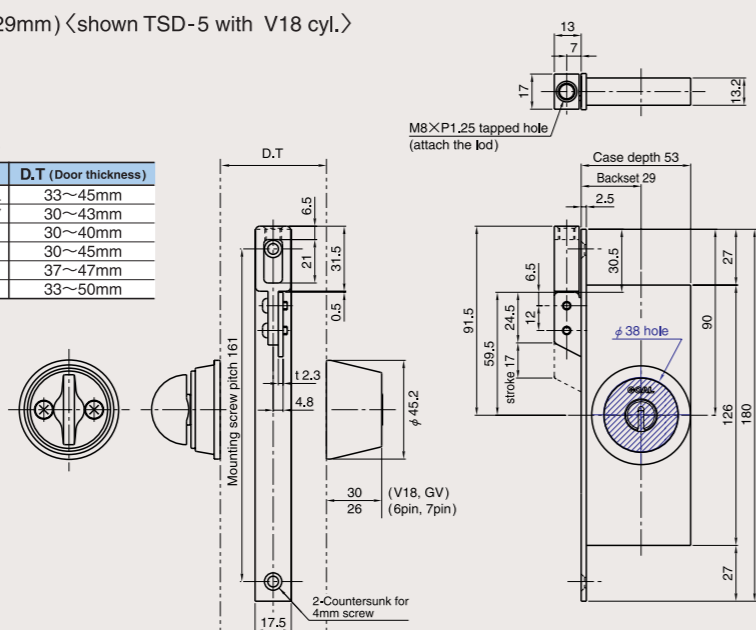 29mm)〈shown TSD-5 with V18 cyl.〉
13
7
17
13.2
M8×P1.25 tapped hole
(attach the lod)
D.T (Door thickness)
33〜45mm
30〜43mm
30〜40mm
30〜45mm
37〜47mm
33〜50mm
D.T
6.5
21
31.5
0.5
Mounting screw pitch 161
t 2.3
4.8
φ 45.2
30 (V18, GV)
26 (6pin, 7pin)
2-Countersunk for
4mm screw
17.5
Case depth 53
Backset 29
2.5
30.5
27
6.5
12
24.5
59.5
91.5
stroke 17
φ 38 hole
GOAL
90
126
180
27